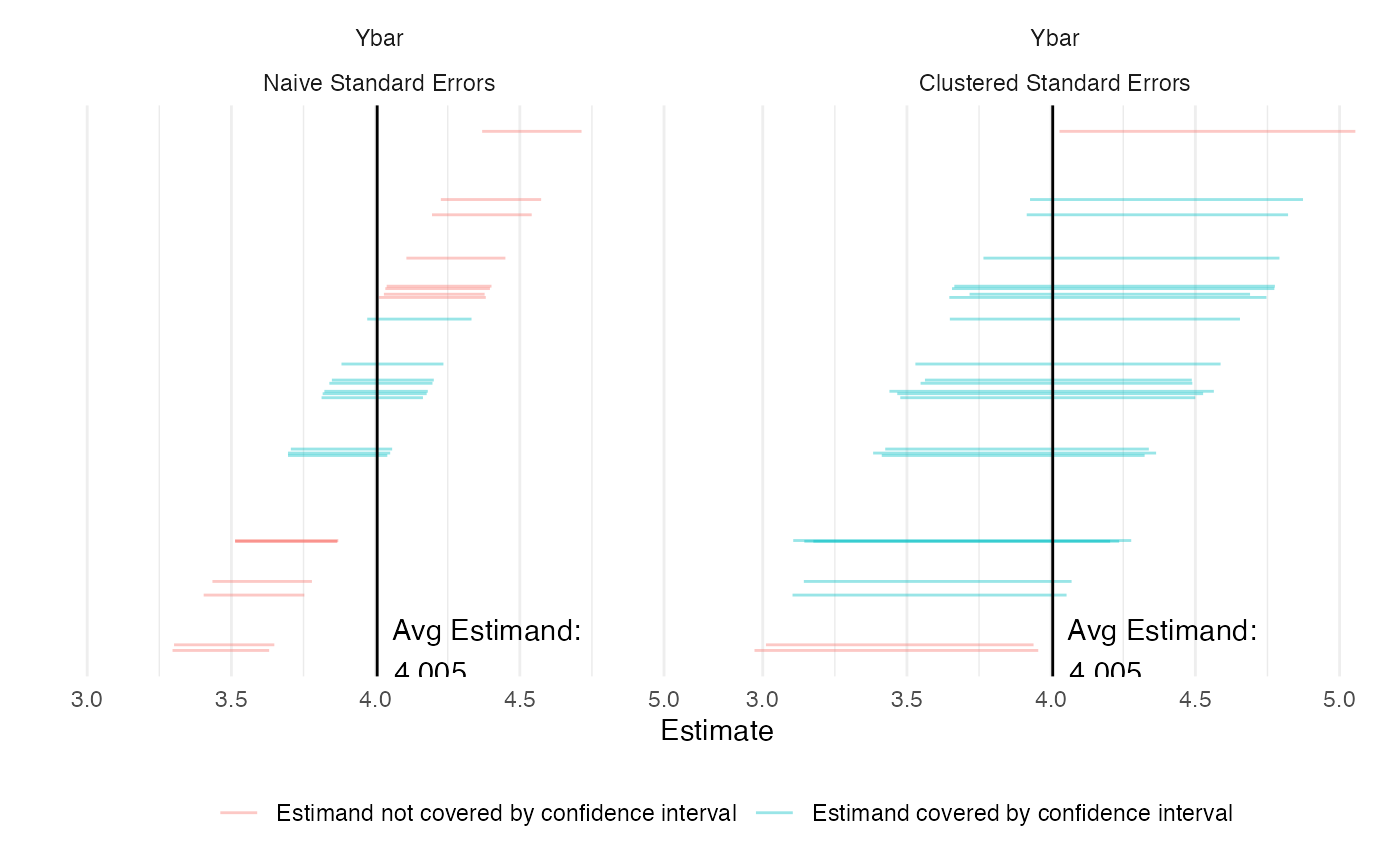 Ybar
Ybar
Naive Standard Errors
Clustered Standard Errors
Avg Estimand:
4.005
Avg Estimand:
4.005
3.0 3.5 4.0 4.5 5.0
3.0 3.5 4.0 4.5 5.0
Estimate
Estimand not covered by confidence interval
Estimand covered by confidence interval